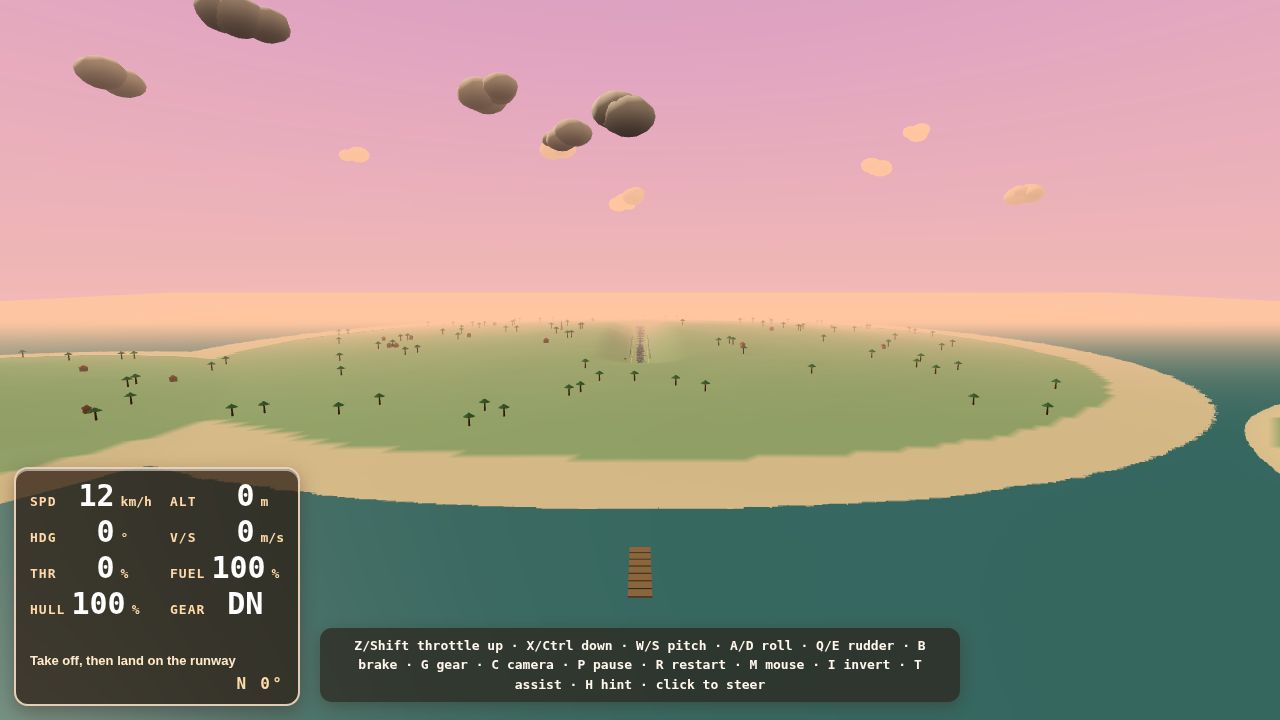 SPD 12 km/h ALT 0 m
HDG 0 ° V/S 0 m/s
THR 0 % FUEL 100 %
HULL 100 % GEAR DN
Take off, then land on the runway
N 0°
Z/Shift throttle up · X/Ctrl down · W/S pitch · A/D roll · Q/E rudder · B
brake · G gear · C camera · P pause · R restart · M mouse · I invert · T
assist · H hint · click to steer